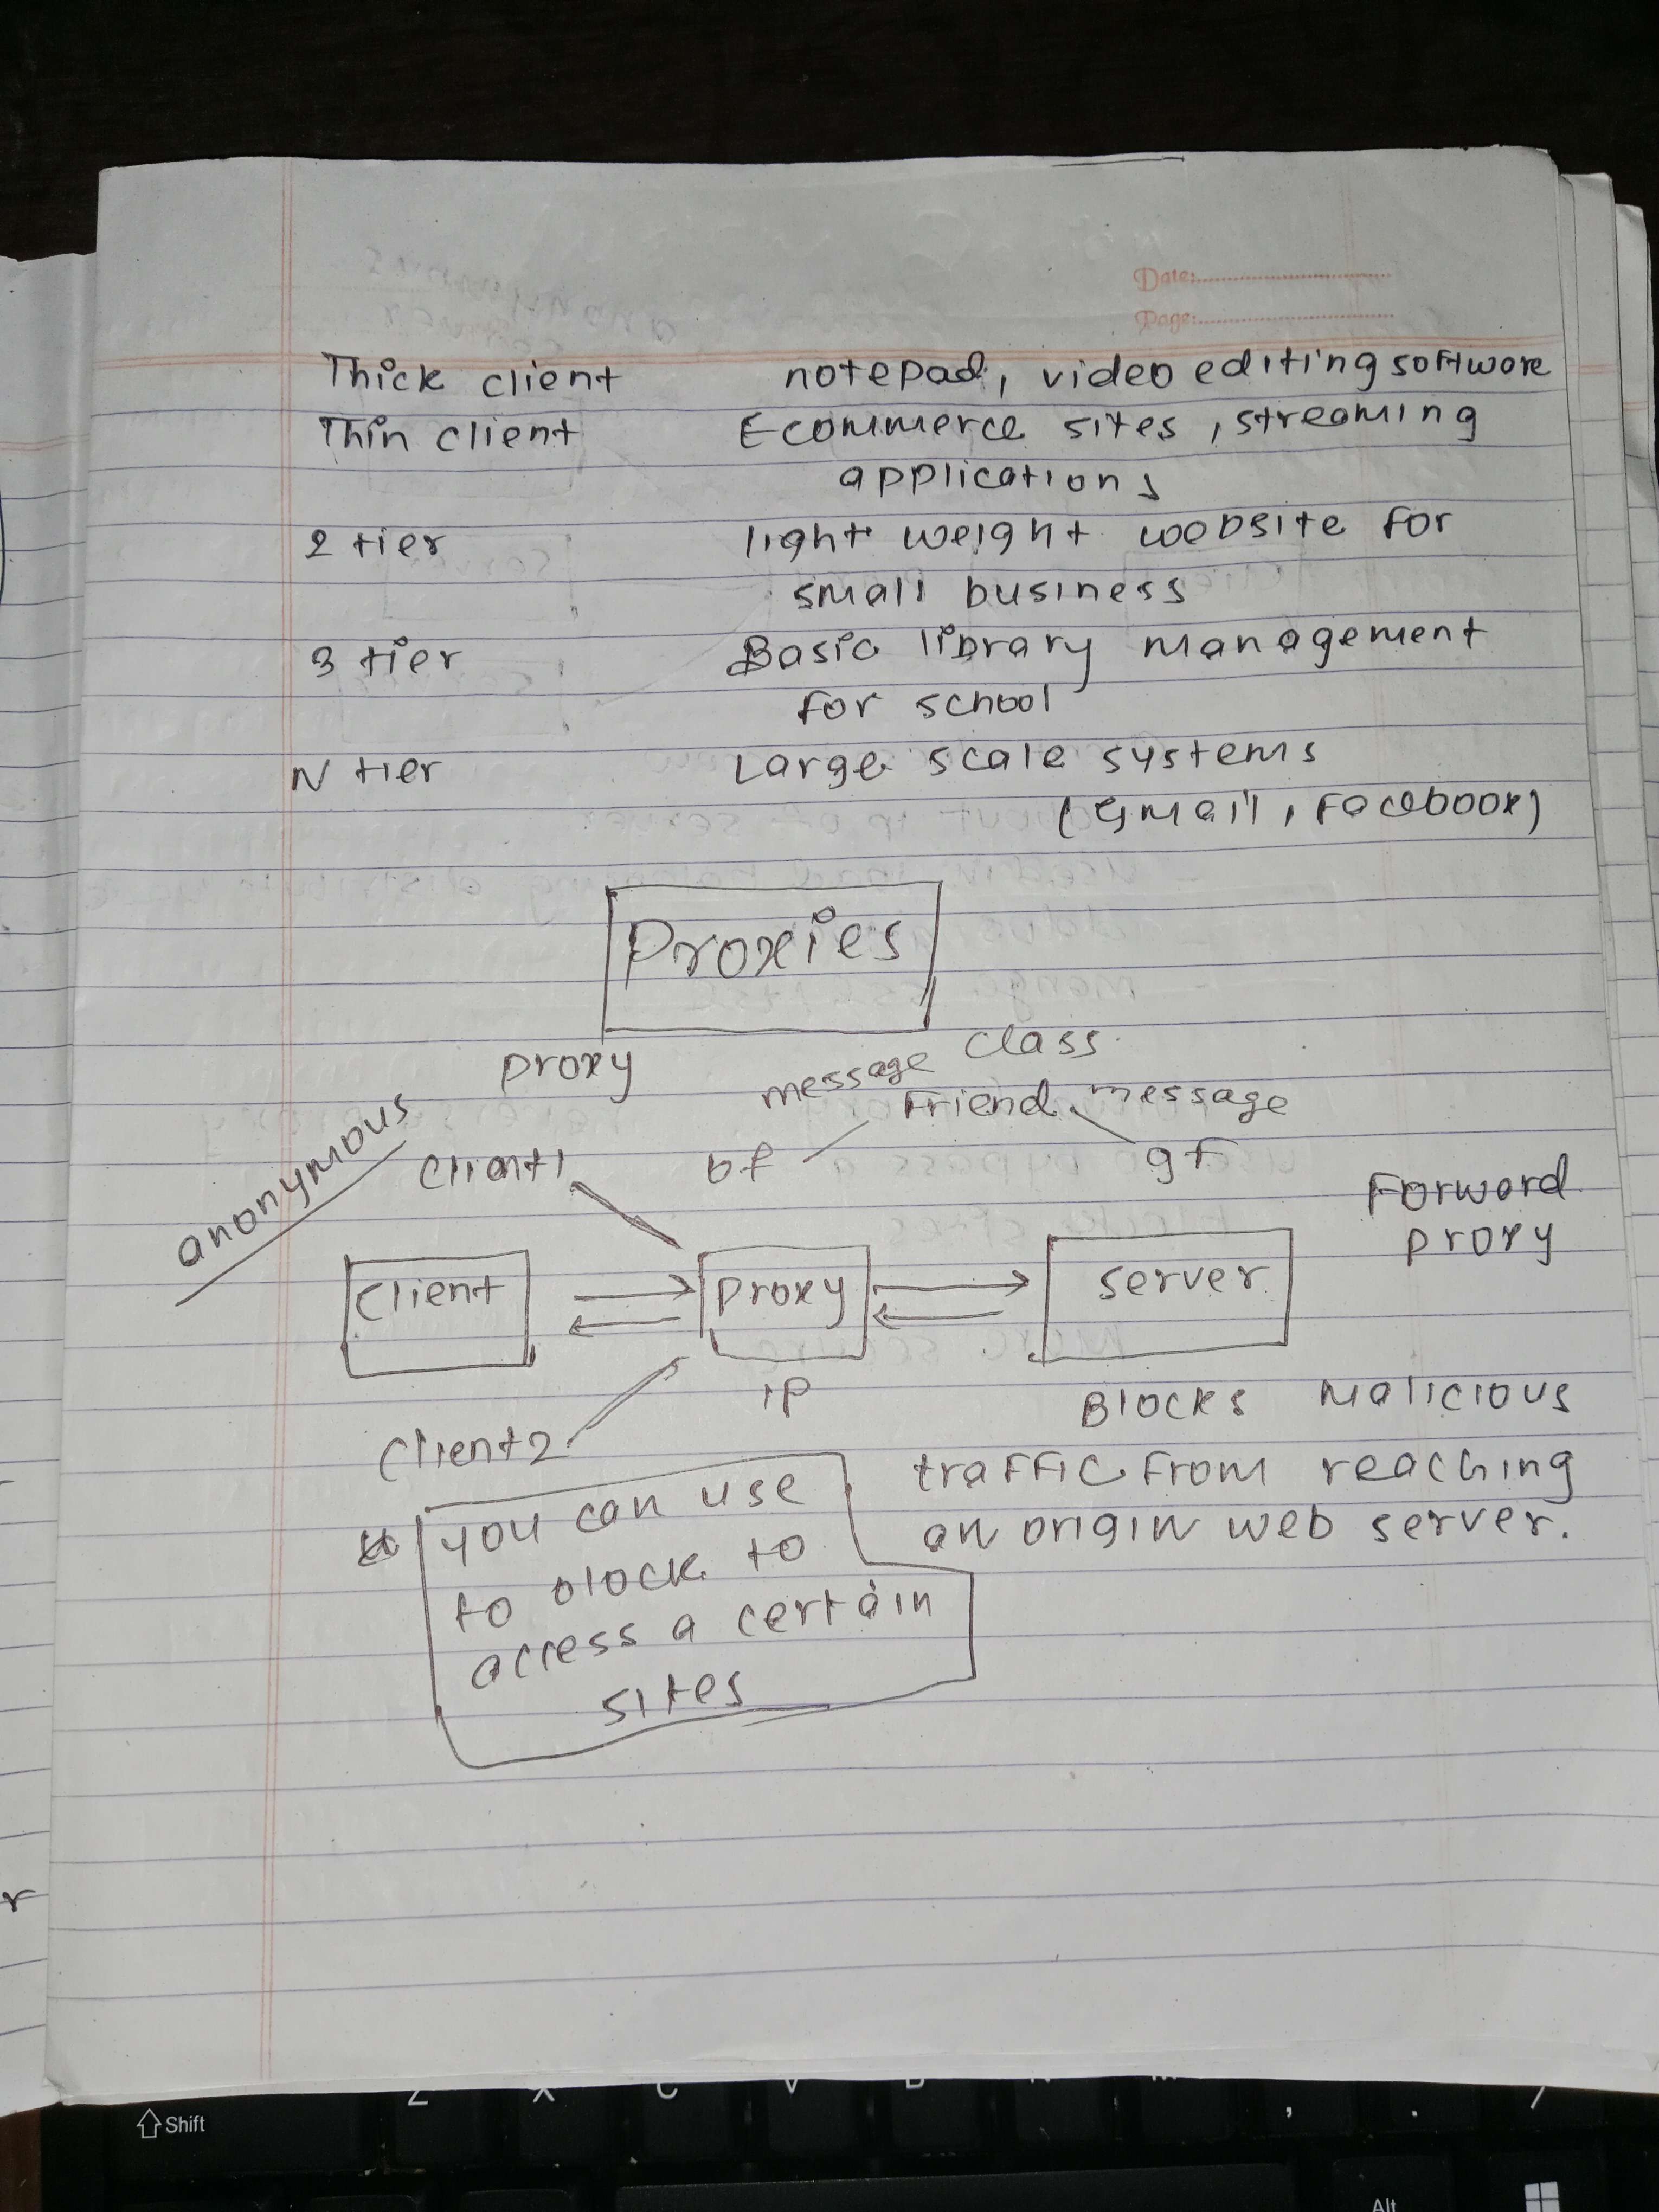 Date:
Page:
Thick client notepad, video editing software
Thin client Ecommerce sites, streaming
applications
2 tier light weight website for
small business
3 tier Basic library management
for school
N tier Large scale systems
(Gmail, Facebook)
Proxies
proxy class
message Friend message
anonymous
client1 bf gf
Forward
proxy
client proxy server
ip
client2
Blocks malicious
traffic from reaching
an origin web server.
you can use
to block to
access a certain
sites
r
Z X C V B N M , . /
Shift
Alt